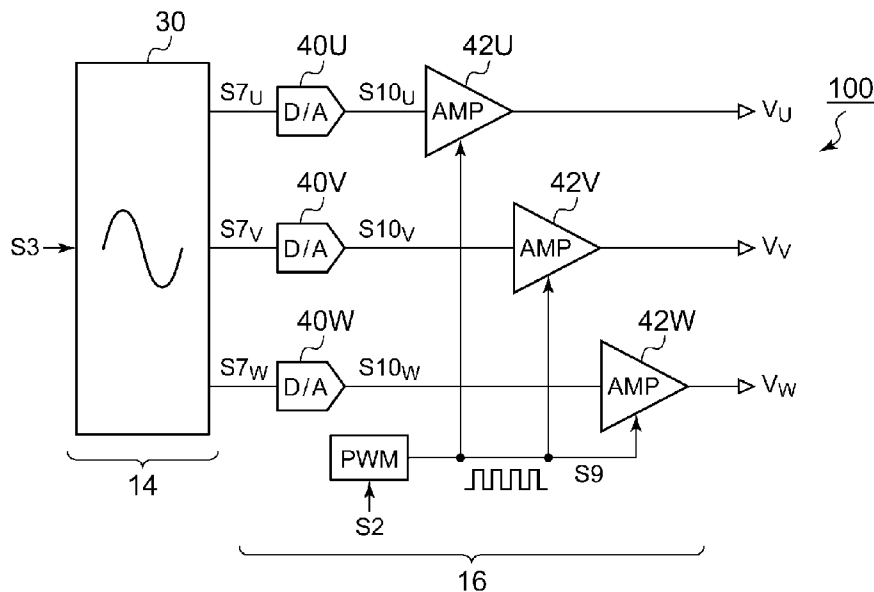 30
40U
42U
100
S7U
D/A
S10U
AMP
VU
40V
42V
S3
S7V
D/A
S10V
AMP
VV
40W
42W
S7W
D/A
S10W
AMP
VW
PWM
S9
14
S2
16